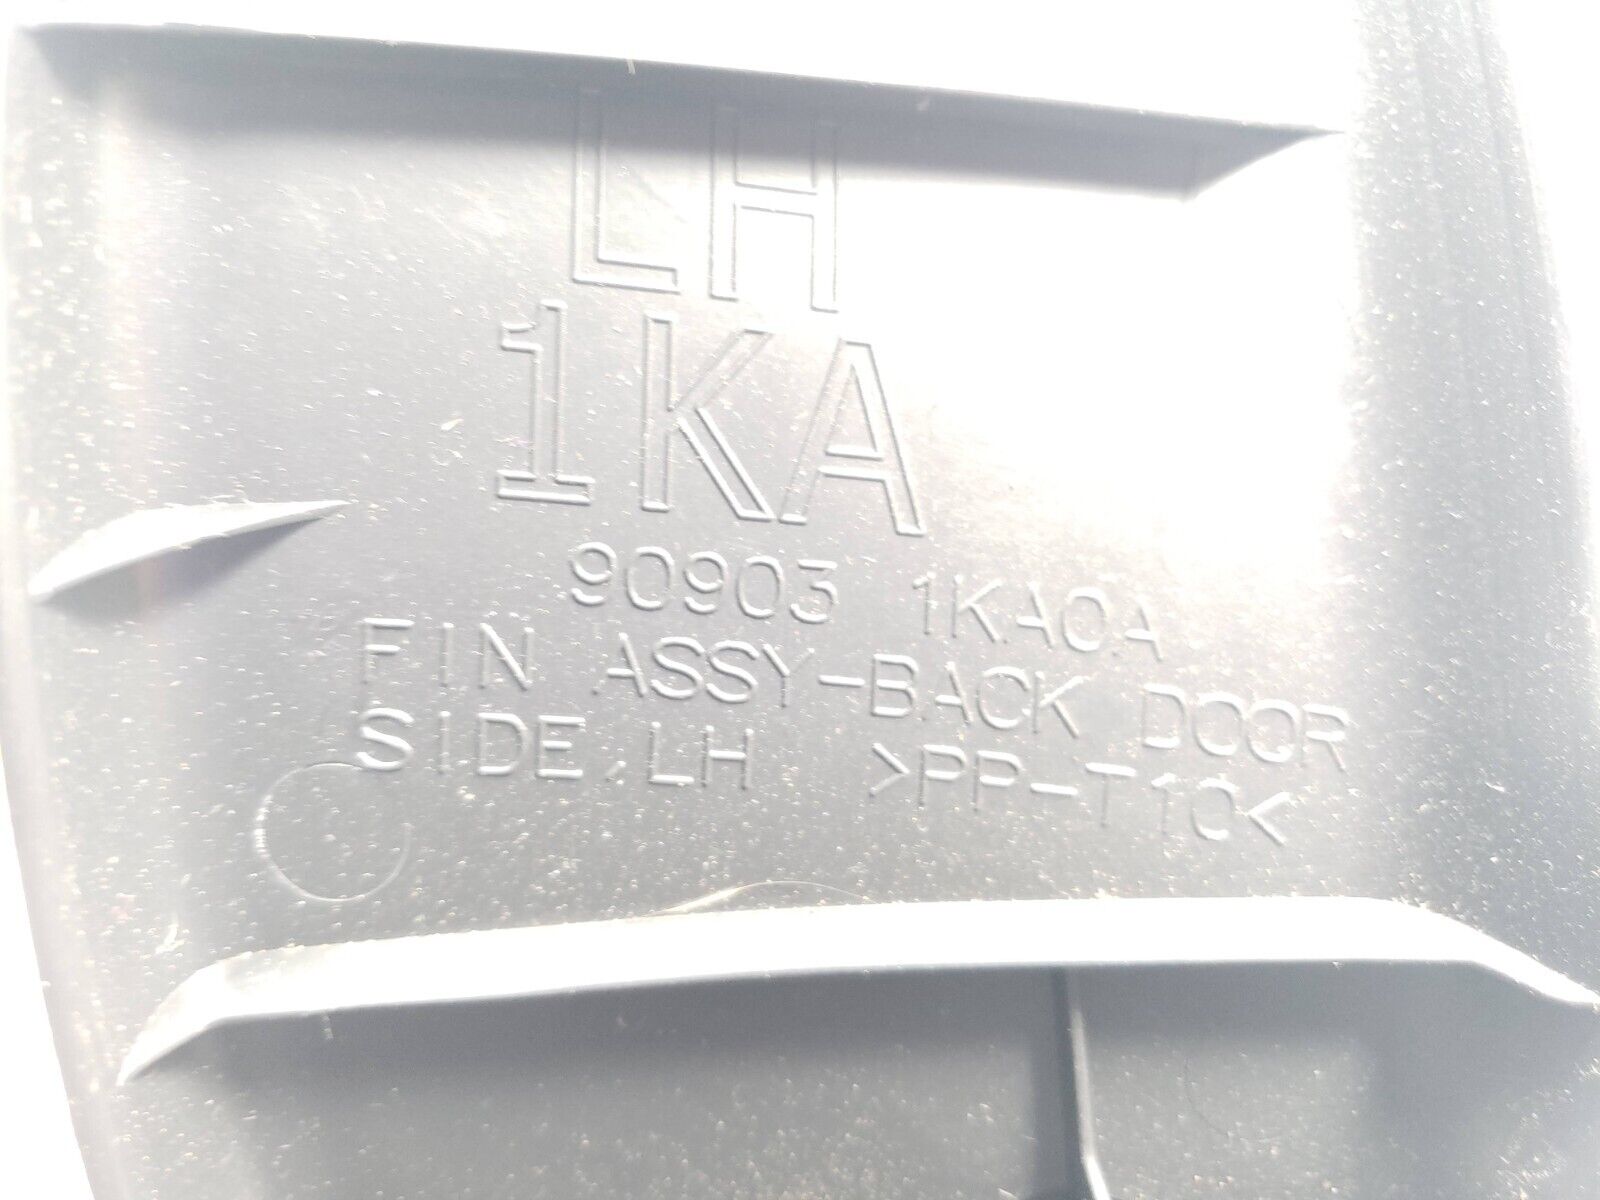 LH
1KA
90903 1KA0A
FIN ASSY-BACK DOOR
SIDE,LH >PP-T10<